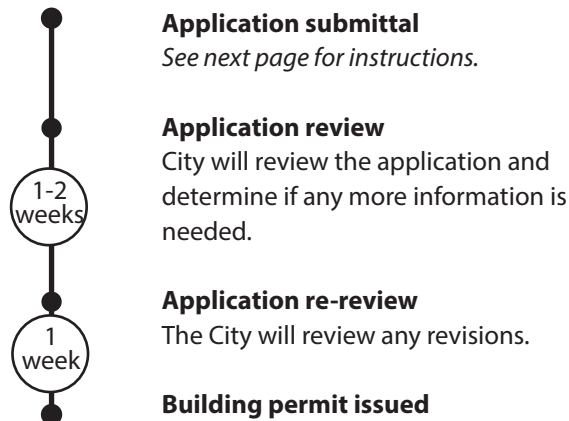 Application submittal
See next page for instructions.
Application review
City will review the application and
determine if any more information is
needed.
1-2
weeks
Application re-review
The City will review any revisions.
1
week
Building permit issued